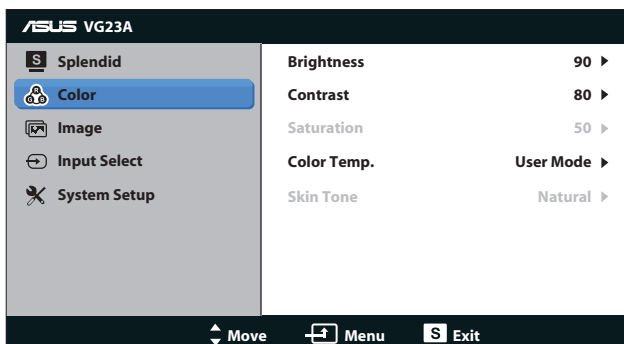 ASUS VG23A
S Splendid
Color
Image
Input Select
System Setup
Brightness 90
Contrast 80
Saturation 50
Color Temp. User Mode
Skin Tone Natural
Move Menu S Exit